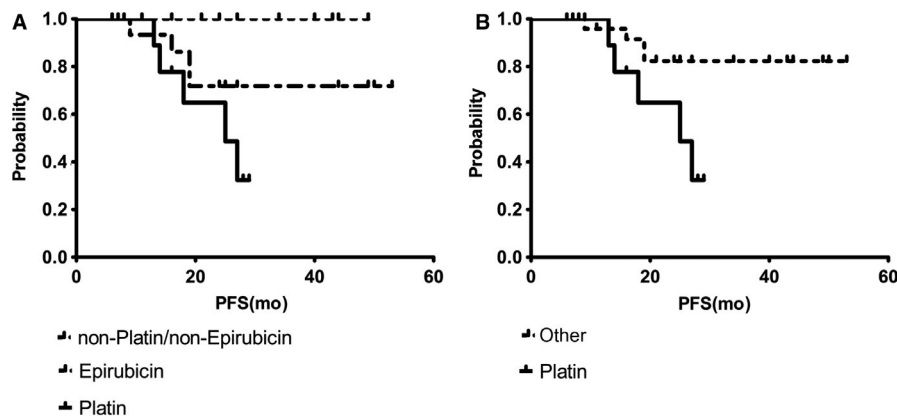 A
1.0
0.8
0.6
0.4
0.2
0.0
Probability
0 20 40 60
PFS(mo)
non-Platin/non-Epirubicin
Epirubicin
Platin
B
1.0
0.8
0.6
0.4
0.2
0.0
Probability
0 20 40 60
PFS(mo)
Other
Platin